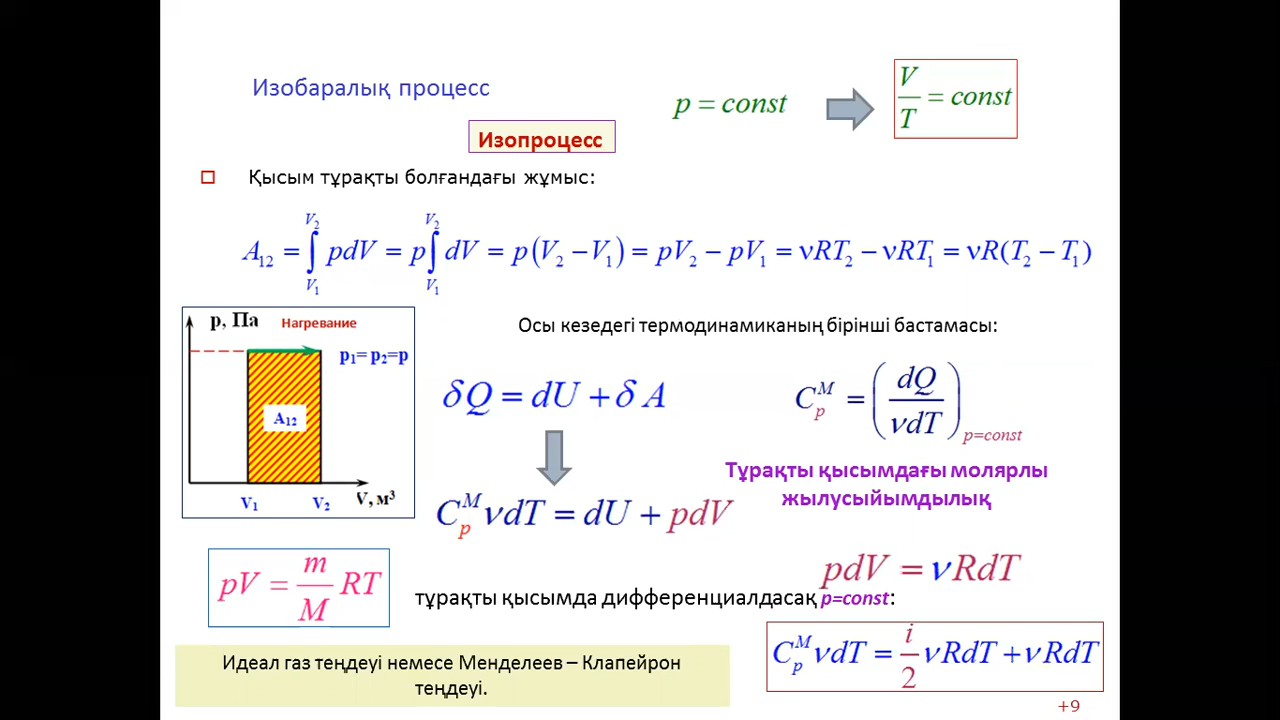 Изобаралық процесс
p = const
V/T = const
Изопроцесс
Қысым тұрақты болғандағы жұмыс:
A₁₂ = ∫_{V₁}^{V₂} pdV = p ∫_{V₁}^{V₂} dV = p(V₂ − V₁) = pV₂ − pV₁ = νRT₂ − νRT₁ = νR(T₂ − T₁)
p, Па
Нагревание
p₁= p₂=p
A₁₂
V₁
V₂
V, м³
Осы кезедегі термодинамиканың бірінші бастамасы:
δQ = dU + δ A
C_p^M = (dQ/νdT)_{p=const}
Тұрақты қысымдағы молярлы
жылусыйымдылық
C_p^M νdT = dU + pdV
pV = m/M RT
pdV = νRdT
тұрақты қысымда дифференциалдасақ p=const:
C_p^M νdT = i/2 νRdT + νRdT
Идеал газ теңдеуі немесе Менделеев – Клапейрон
теңдеуі.
+9